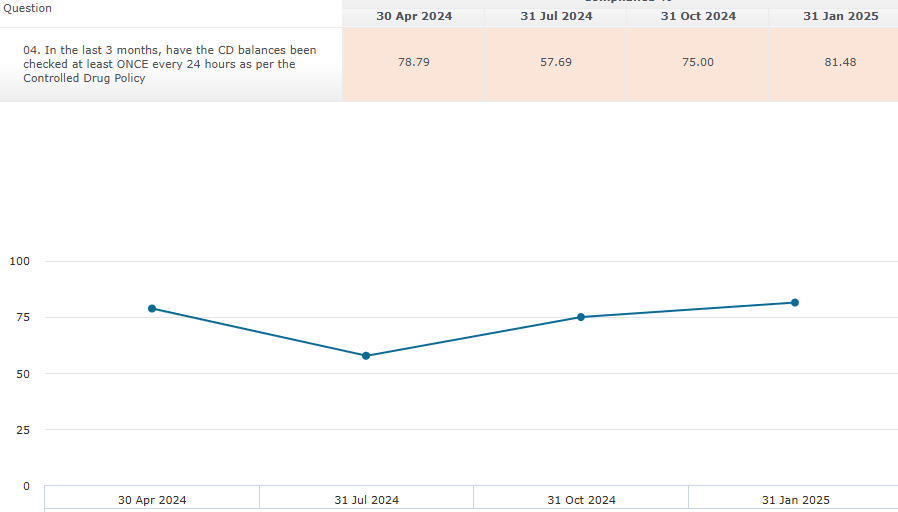 Question
30 Apr 2024 31 Jul 2024 31 Oct 2024 31 Jan 2025
04. In the last 3 months, have the CD balances been
checked at least ONCE every 24 hours as per the
Controlled Drug Policy
78.79 57.69 75.00 81.48
100
75
50
25
0
30 Apr 2024 31 Jul 2024 31 Oct 2024 31 Jan 2025